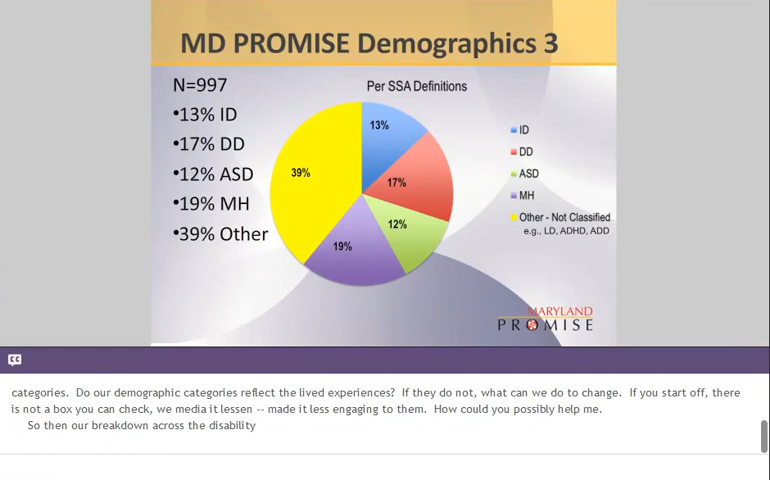 MD PROMISE Demographics 3
N=997
•13% ID
•17% DD
•12% ASD
•19% MH
•39% Other
Per SSA Definitions
13%
17%
12%
19%
39%
ID
DD
ASD
MH
Other - Not Classified
e.g., LD, ADHD, ADD
MARYLAND
PROMISE
CC
categories.  Do our demographic categories reflect the lived experiences?  If they do not, what can we do to change.  If you start off, there
is not a box you can check, we media it lessen -- made it less engaging to them.  How could you possibly help me.
So then our breakdown across the disability